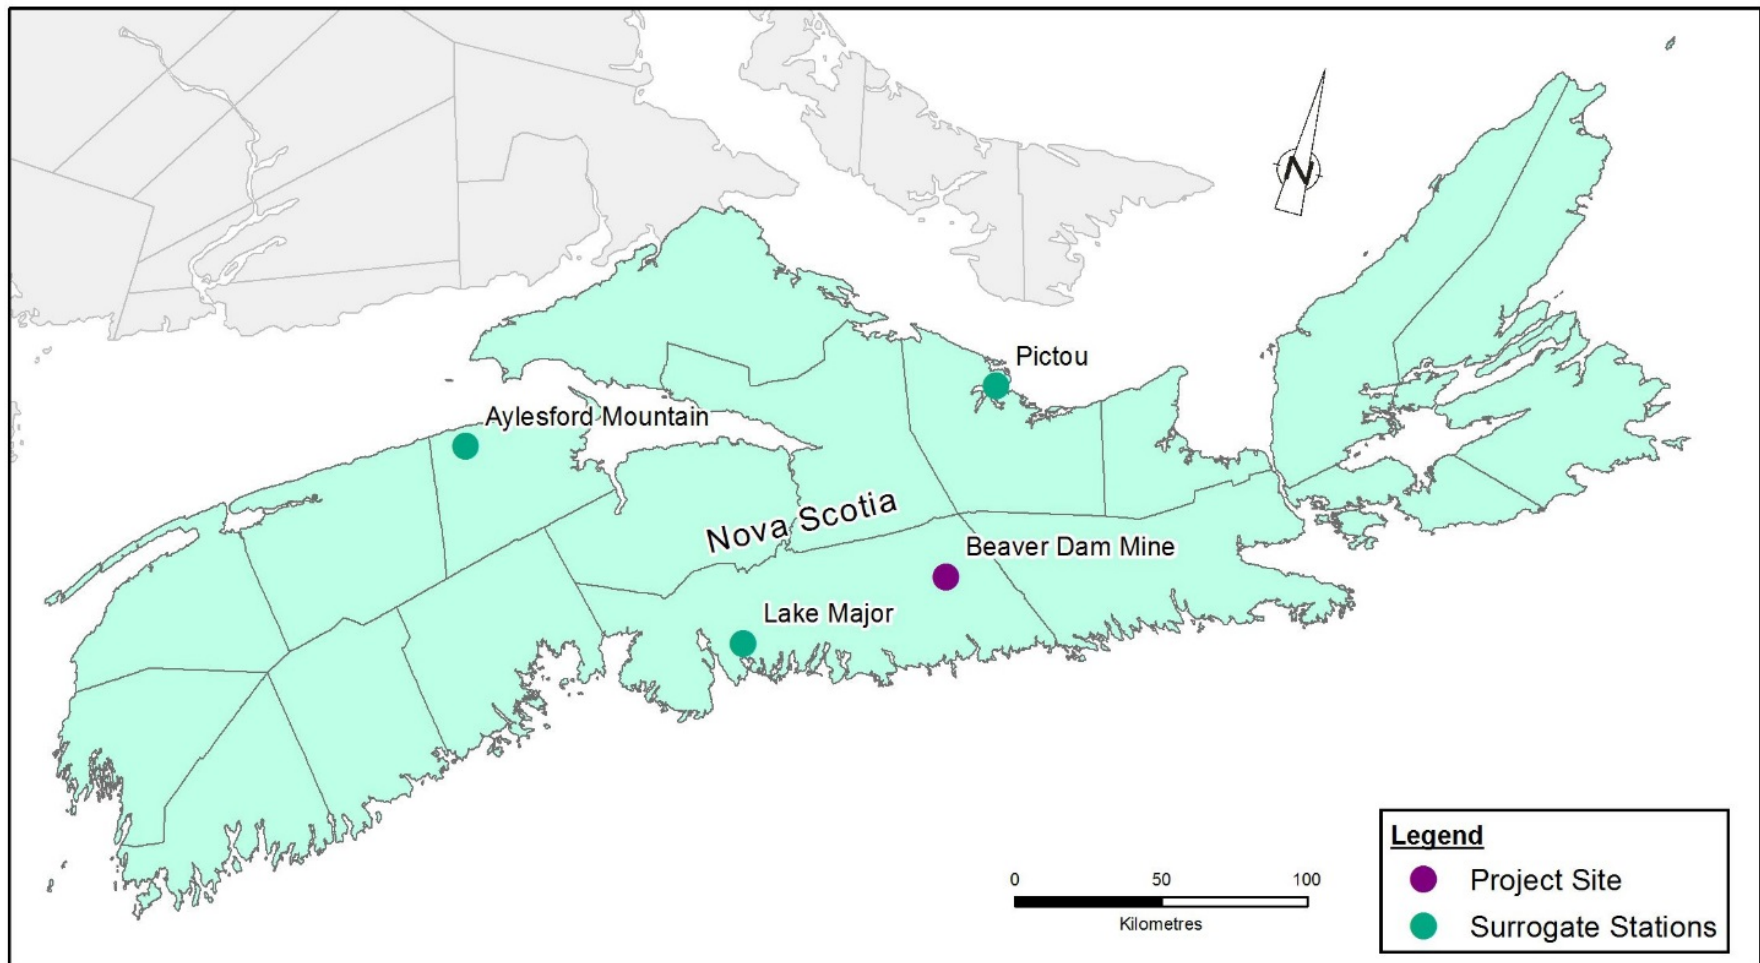 N
Pictou
Aylesford Mountain
Nova Scotia
Beaver Dam Mine
Lake Major
Legend
Project Site
Surrogate Stations
0 50 100
Kilometres